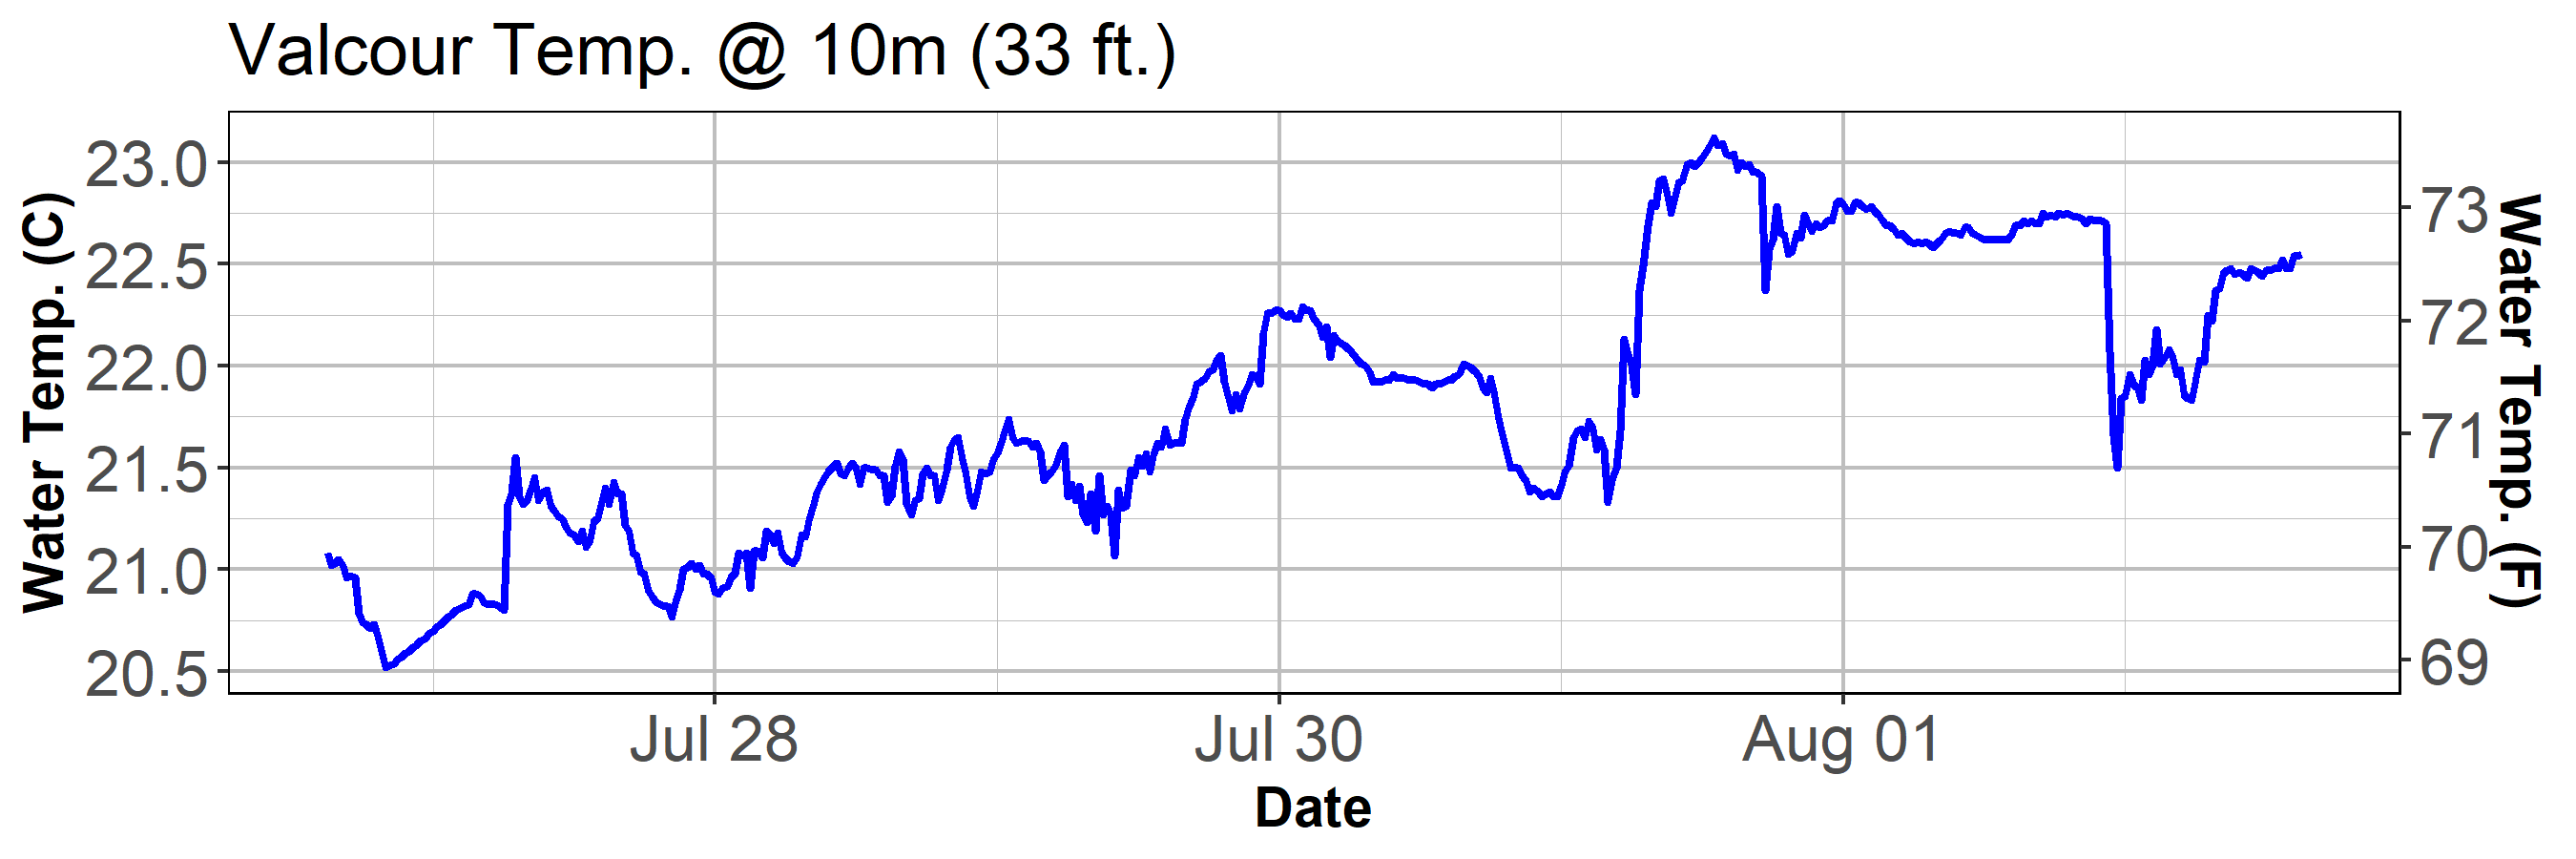 Valcour Temp. @ 10m (33 ft.)
Water Temp. (C)
23.0
22.5
22.0
21.5
21.0
20.5
73
72
71
70
69
Water Temp. (F)
Jul 28
Jul 30
Aug 01
Date